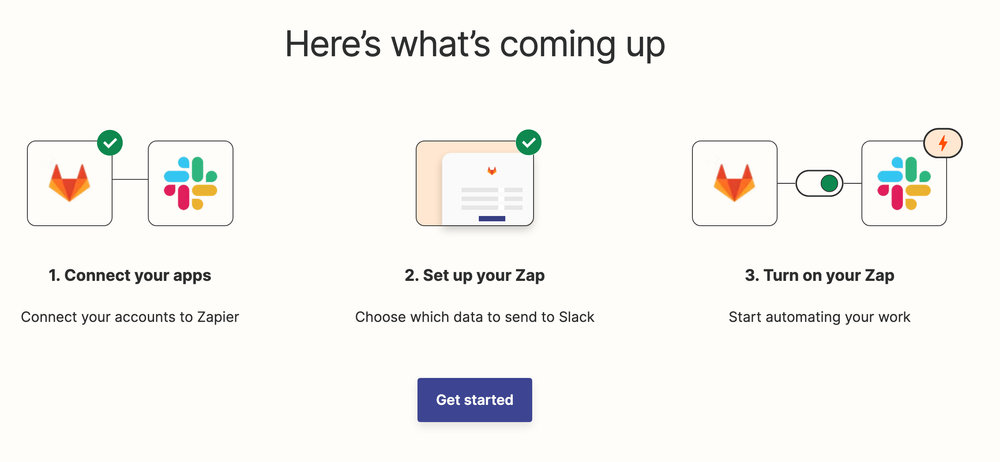 Here's what's coming up
1. Connect your apps
Connect your accounts to Zapier
2. Set up your Zap
Choose which data to send to Slack
3. Turn on your Zap
Start automating your work
Get started